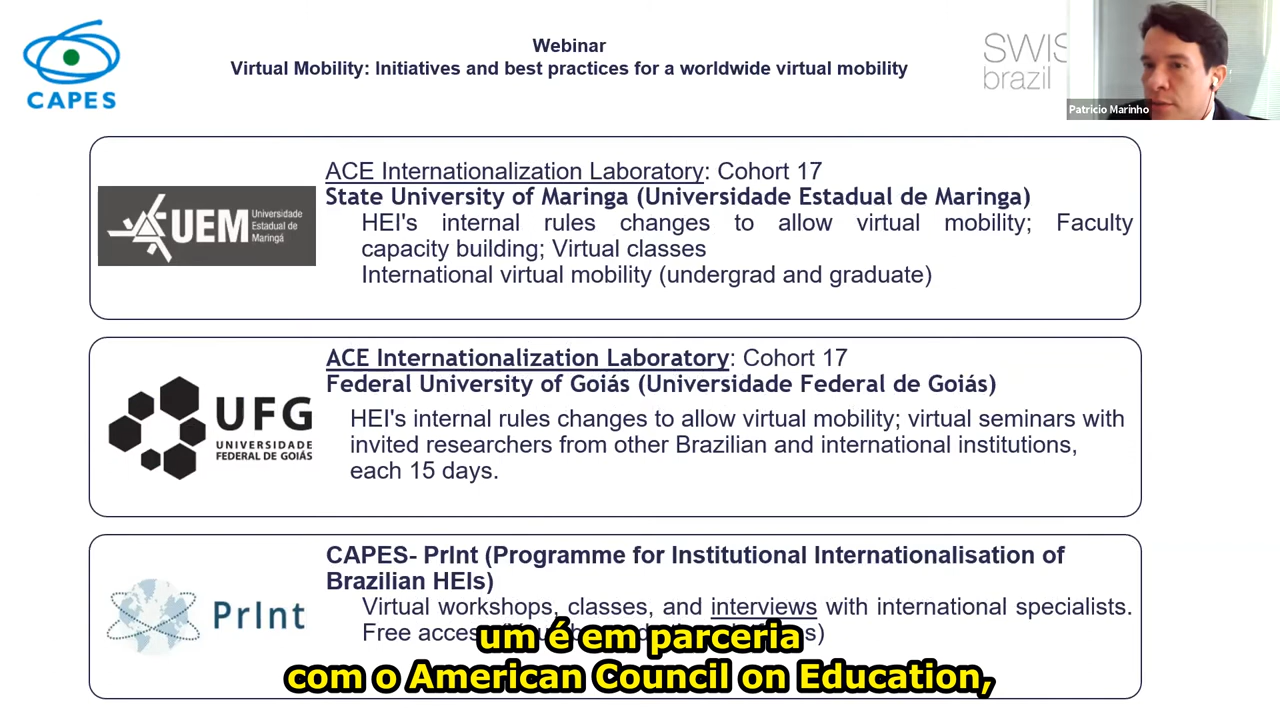 CAPES
Webinar
Virtual Mobility: Initiatives and best practices for a worldwide virtual mobility
brazil
Patricio Marinho
UEM Universidade
Estadual de
Maringá
ACE Internationalization Laboratory: Cohort 17
State University of Maringa (Universidade Estadual de Maringa)
HEI's internal rules changes to allow virtual mobility; Faculty
capacity building; Virtual classes
International virtual mobility (undergrad and graduate)
UFG
UNIVERSIDADE
FEDERAL DE GOIÁS
ACE Internationalization Laboratory: Cohort 17
Federal University of Goiás (Universidade Federal de Goiás)
HEI's internal rules changes to allow virtual mobility; virtual seminars with
invited researchers from other Brazilian and international institutions,
each 15 days.
PrInt
CAPES- PrInt (Programme for Institutional Internationalisation of
Brazilian HEIs)
Virtual workshops, classes, and interviews with international specialists.
Free
um é em parceria
com o American Council on Education,